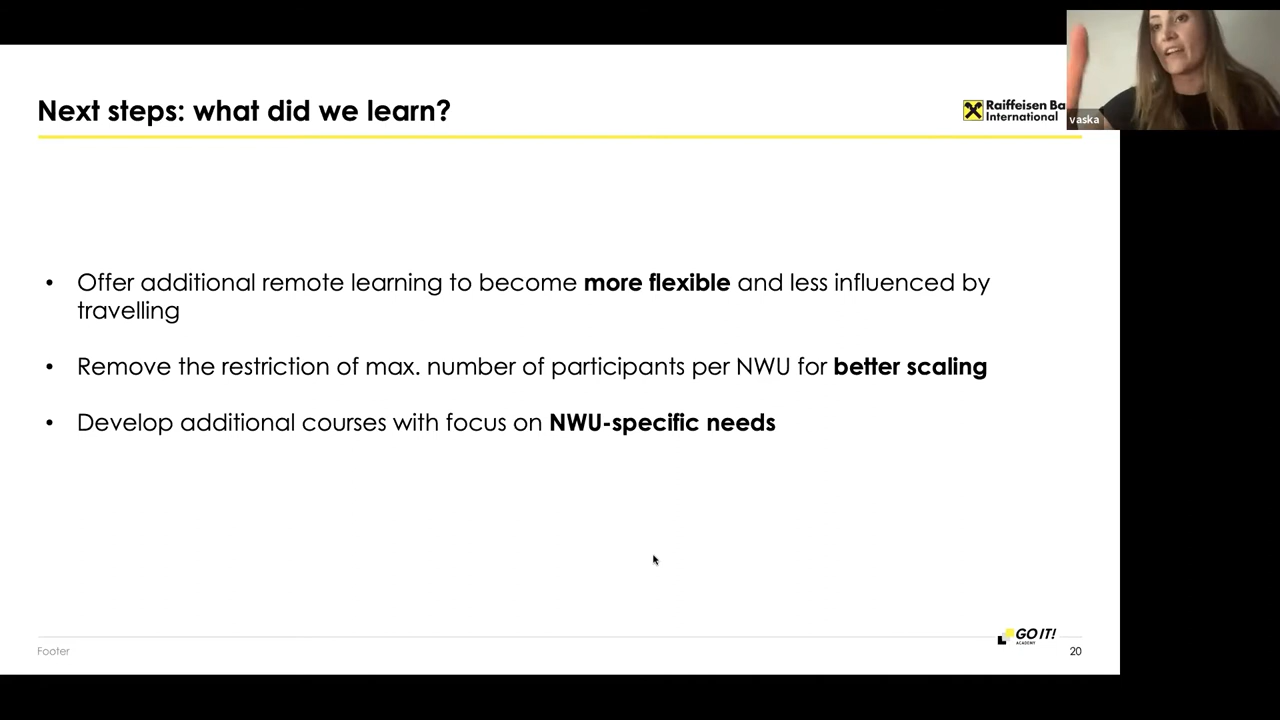 Next steps: what did we learn?
Raiffeisen Ba
International
vaska
• Offer additional remote learning to become more flexible and less influenced by
travelling
• Remove the restriction of max. number of participants per NWU for better scaling
• Develop additional courses with focus on NWU-specific needs
GO IT!
ACADEMY
Footer
20